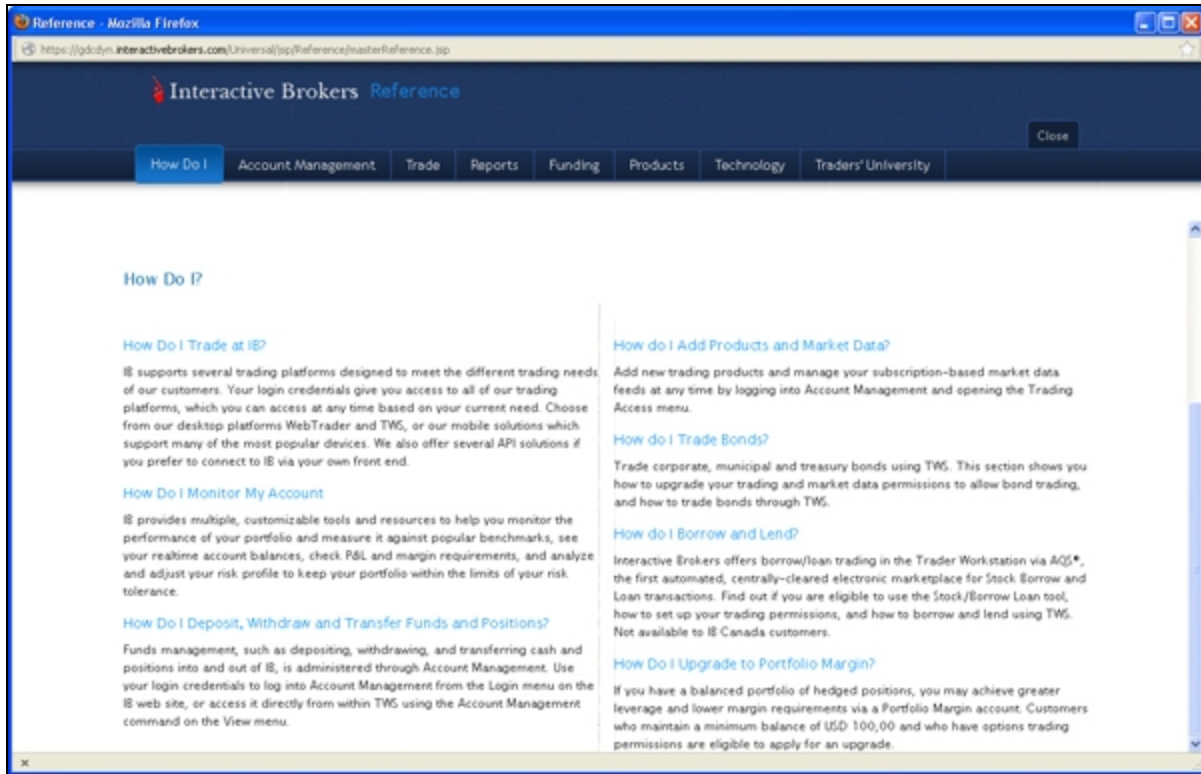 Reference - Mozilla Firefox
https://gdcdyn.interactivebrokers.com/Universal/jsp/Reference/masterReference.jsp
Interactive Brokers Reference
Close
How Do I Account Management Trade Reports Funding Products Technology Traders' University
How Do I?
How Do I Trade at IB?
IB supports several trading platforms designed to meet the different trading needs
of our customers. Your login credentials give you access to all of our trading
platforms, which you can access at any time based on your current need. Choose
from our desktop platforms WebTrader and TWS, or our mobile solutions which
support many of the most popular devices. We also offer several API solutions if
you prefer to connect to IB via your own front end.
How Do I Monitor My Account
IB provides multiple, customizable tools and resources to help you monitor the
performance of your portfolio and measure it against popular benchmarks, see
your realtime account balances, check P&L and margin requirements, and analyze
and adjust your risk profile to keep your portfolio within the limits of your risk
tolerance.
How Do I Deposit, Withdraw and Transfer Funds and Positions?
Funds management, such as depositing, withdrawing, and transferring cash and
positions into and out of IB, is administered through Account Management. Use
your login credentials to log into Account Management from the Login menu on the
IB web site, or access it directly from within TWS using the Account Management
command on the View menu.
How do I Add Products and Market Data?
Add new trading products and manage your subscription-based market data
feeds at any time by logging into Account Management and opening the Trading
Access menu.
How do I Trade Bonds?
Trade corporate, municipal and treasury bonds using TWS. This section shows you
how to upgrade your trading and market data permissions to allow bond trading,
and how to trade bonds through TWS.
How do I Borrow and Lend?
Interactive Brokers offers borrow/loan trading in the Trader Workstation via AQS®,
the first automated, centrally-cleared electronic marketplace for Stock Borrow and
Loan transactions. Find out if you are eligible to use the Stock/Borrow Loan tool,
how to set up your trading permissions, and how to borrow and lend using TWS.
Not available to IB Canada customers.
How Do I Upgrade to Portfolio Margin?
If you have a balanced portfolio of hedged positions, you may achieve greater
leverage and lower margin requirements via a Portfolio Margin account. Customers
who maintain a minimum balance of USD 100,00 and who have options trading
permissions are eligible to apply for an upgrade.